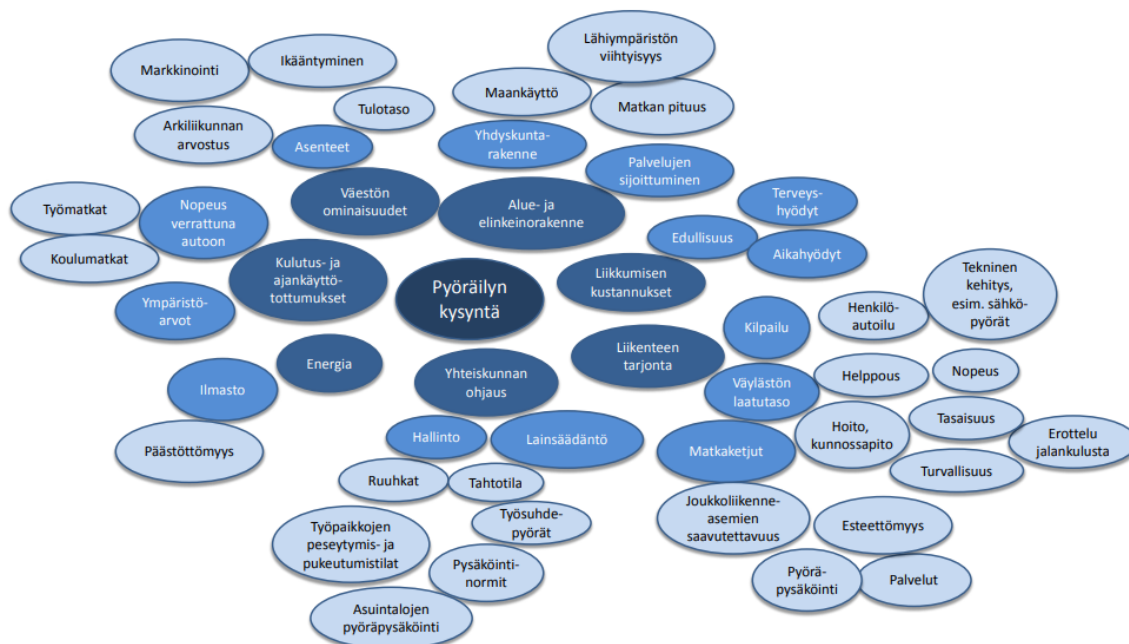 Lähiympäristön
viihtyisyys
Ikääntyminen
Markkinointi
Maankäyttö
Matkan pituus
Tulotaso
Arkiliikunnan
arvostus
Asenteet
Yhdyskunta-
rakenne
Palvelujen
sijoittuminen
Väestön
ominaisuudet
Alue- ja
elinkeinorakenne
Terveys-
hyödyt
Työmatkat
Nopeus
verrattuna
autoon
Edullisuus
Aikahyödyt
Koulumatkat
Kulutus- ja
ajankäyttö-
tottumukset
Pyöräilyn
kysyntä
Liikkumisen
kustannukset
Tekninen
kehitys,
esim. sähkö-
pyörät
Ympäristö-
arvot
Henkilö-
autoilu
Kilpailu
Energia
Liikenteen
tarjonta
Yhteiskunnan
ohjaus
Helppous
Nopeus
Ilmasto
Väylästön
laatutaso
Tasaisuus
Hoito,
kunnossapito
Erottelu
jalankulusta
Hallinto
Lainsäädäntö
Matkaketjut
Päästöttömyys
Turvallisuus
Ruuhkat
Tahtotila
Joukkoliikenne-
asemien
saavutettavuus
Työsuhde-
pyörät
Esteettömyys
Työpaikkojen
peseytymis- ja
pukeutumistilat
Pysäköinti-
normit
Pyörä-
pysäköinti
Palvelut
Asuintalojen
pyöräpysäköinti